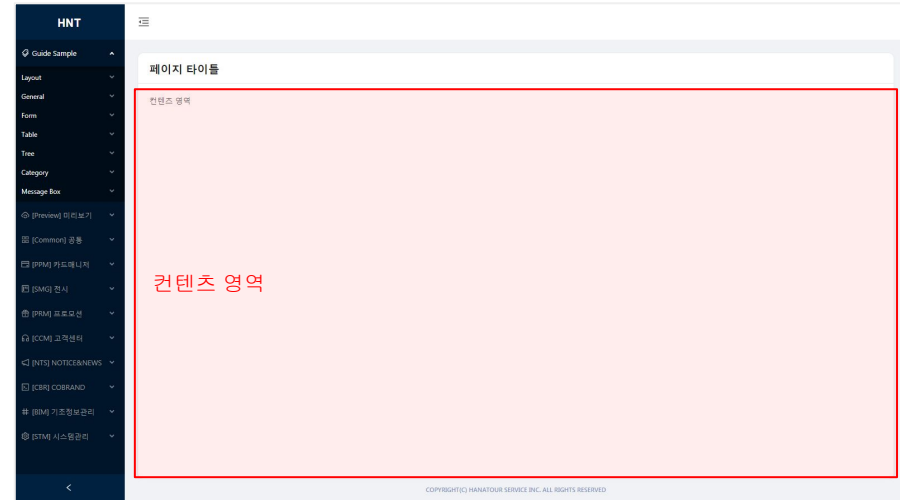 HNT
Guide Sample
Layout
General
Form
Table
Tree
Category
Message Box
[Preview] 미리보기
[Common] 공통
[PPM] 카드매니저
[SMG] 전시
[PRM] 프로모션
[CCM] 고객센터
[NTS] NOTICE&NEWS
[CBR] COBRAND
[BIM] 기초정보관리
[STM] 시스템관리
페이지 타이틀
컨텐츠 영역
컨텐츠 영역
COPYRIGHT(C) HANATOUR SERVICE INC. ALL RIGHTS RESERVED